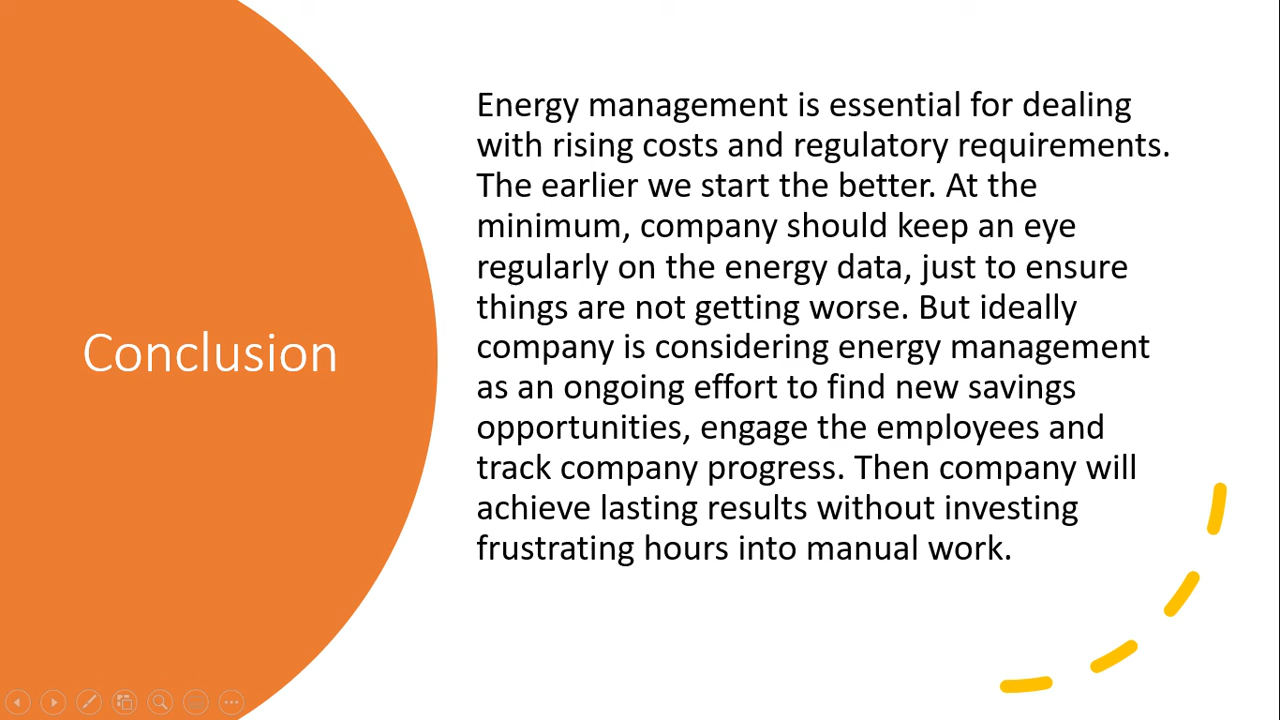 Conclusion
Energy management is essential for dealing
with rising costs and regulatory requirements.
The earlier we start the better. At the
minimum, company should keep an eye
regularly on the energy data, just to ensure
things are not getting worse. But ideally
company is considering energy management
as an ongoing effort to find new savings
opportunities, engage the employees and
track company progress. Then company will
achieve lasting results without investing
frustrating hours into manual work.